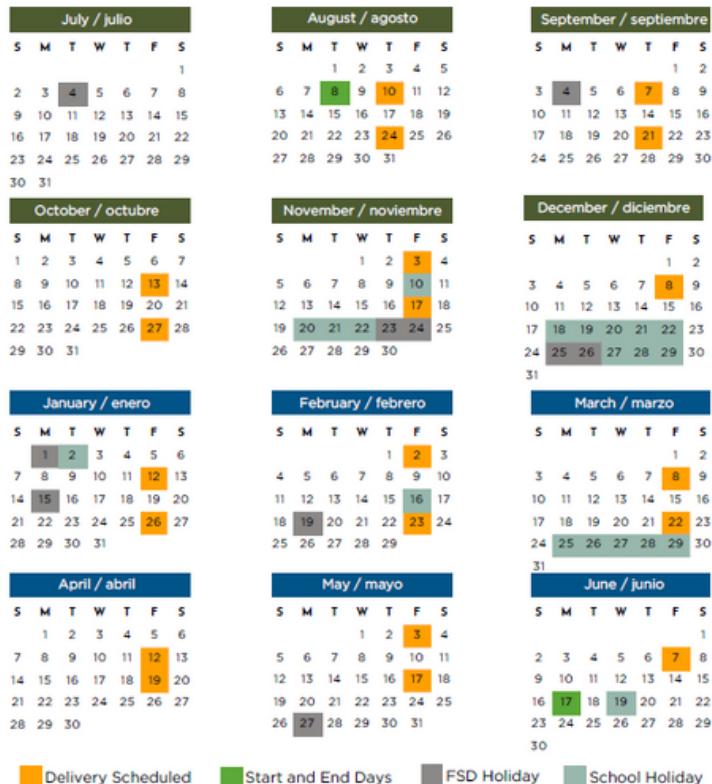 July / julio
S M T W T F S
1
2 3 4 5 6 7 8
9 10 11 12 13 14 15
16 17 18 19 20 21 22
23 24 25 26 27 28 29
30 31
August / agosto
S M T W T F S
1 2 3 4 5
6 7 8 9 10 11 12
13 14 15 16 17 18 19
20 21 22 23 24 25 26
27 28 29 30 31
September / septiembre
S M T W T F S
1 2
3 4 5 6 7 8 9
10 11 12 13 14 15 16
17 18 19 20 21 22 23
24 25 26 27 28 29 30
October / octubre
S M T W T F S
1 2 3 4 5 6 7
8 9 10 11 12 13 14
15 16 17 18 19 20 21
22 23 24 25 26 27 28
29 30 31
November / noviembre
S M T W T F S
1 2 3 4
5 6 7 8 9 10 11
12 13 14 15 16 17 18
19 20 21 22 23 24 25
26 27 28 29 30
December / diciembre
S M T W T F S
1 2
3 4 5 6 7 8 9
10 11 12 13 14 15 16
17 18 19 20 21 22 23
24 25 26 27 28 29 30
31
January / enero
S M T W T F S
1 2 3 4 5 6
7 8 9 10 11 12 13
14 15 16 17 18 19 20
21 22 23 24 25 26 27
28 29 30 31
February / febrero
S M T W T F S
1 2 3
4 5 6 7 8 9 10
11 12 13 14 15 16 17
18 19 20 21 22 23 24
25 26 27 28 29
March / marzo
S M T W T F S
1 2
3 4 5 6 7 8 9
10 11 12 13 14 15 16
17 18 19 20 21 22 23
24 25 26 27 28 29 30
31
April / abril
S M T W T F S
1 2 3 4 5 6
7 8 9 10 11 12 13
14 15 16 17 18 19 20
21 22 23 24 25 26 27
28 29 30
May / mayo
S M T W T F S
1 2 3 4
5 6 7 8 9 10 11
12 13 14 15 16 17 18
19 20 21 22 23 24 25
26 27 28 29 30 31
June / junio
S M T W T F S
1
2 3 4 5 6 7 8
9 10 11 12 13 14 15
16 17 18 19 20 21 22
23 24 25 26 27 28 29
30
Delivery Scheduled
Start and End Days
FSD Holiday
School Holiday